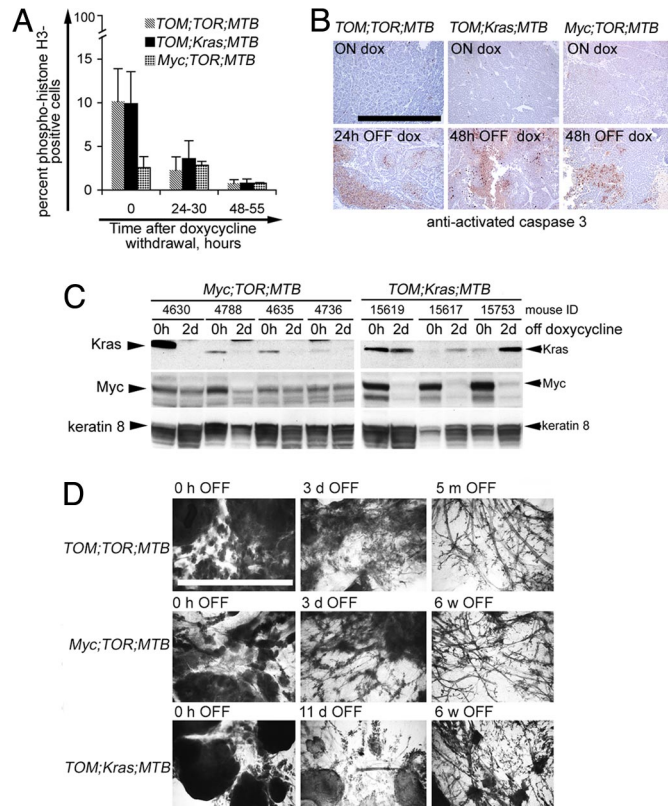 A
percent phospho-histone H3-
positive cells
100
10
5
0
TOM;TOR;MTB
TOM;Kras;MTB
Myc;TOR;MTB
0 24-30 48-55
Time after doxycycline
withdrawal, hours
B
TOM;TOR;MTB TOM;Kras;MTB Myc;TOR;MTB
ON dox ON dox ON dox
24h OFF dox 48h OFF dox 48h OFF dox
anti-activated caspase 3
C
Myc;TOR;MTB TOM;Kras;MTB
4630 4788 4635 4736 15619 15617 15753 mouse ID
0h 2d 0h 2d 0h 2d 0h 2d 0h 2d 0h 2d 0h 2d off doxycycline
Kras Kras
Myc Myc
keratin 8 keratin 8
D
0 h OFF 3 d OFF 5 m OFF
TOM;TOR;MTB
0 h OFF 3 d OFF 6 w OFF
Myc;TOR;MTB
0 h OFF 11 d OFF 6 w OFF
TOM;Kras;MTB